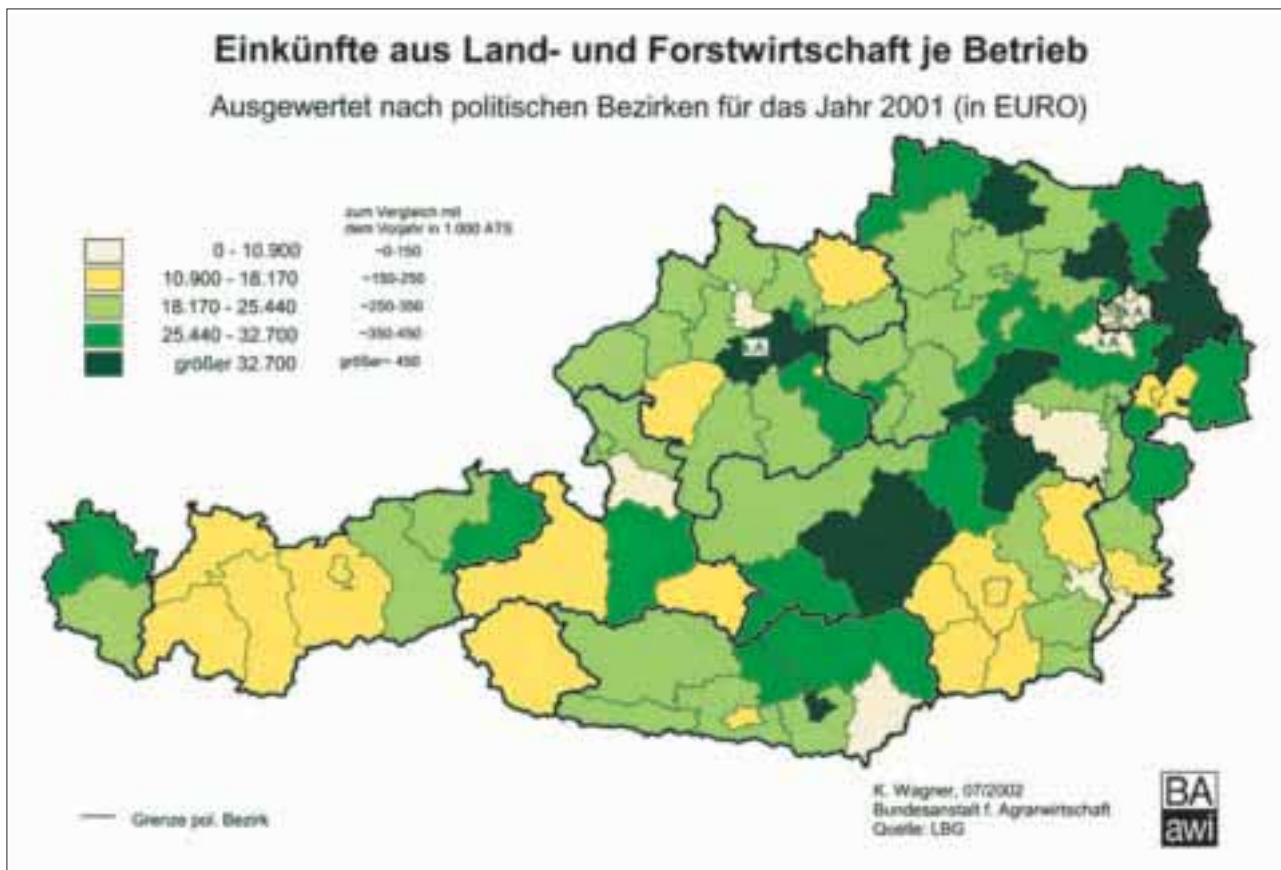 Einkünfte aus Land- und Forstwirtschaft je Betrieb
Ausgewertet nach politischen Bezirken für das Jahr 2001 (in EURO)
zum Vergleich mit
dem Vorjahr in 1.000 ATS
0 - 10.900 ~0-150
10.900 - 18.170 ~150-250
18.170 - 25.440 ~250-350
25.440 - 32.700 ~350-450
größer 32.700 größer~ 450
k.A.
k.A.
k.A.
Grenze pol. Bezirk
K. Wagner, 07/2002
Bundesanstalt f. Agrarwirtschaft
Quelle: LBG
BA
awi